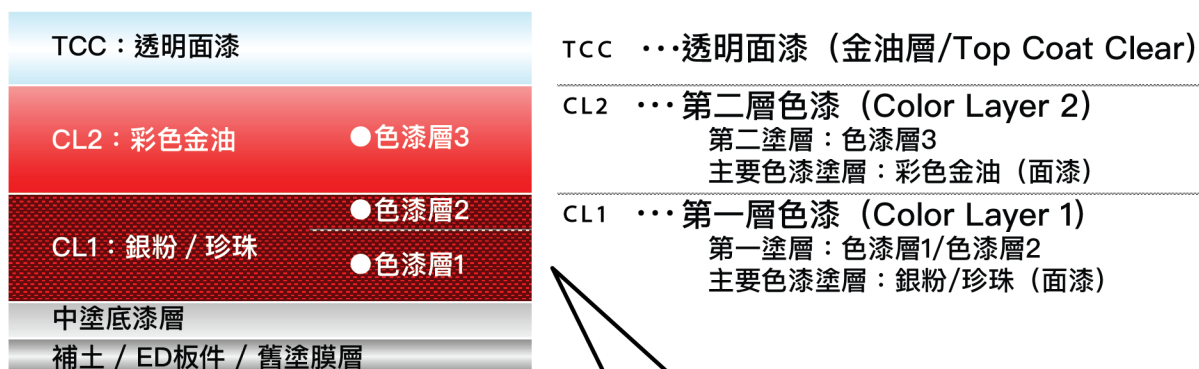 TCC：透明面漆
CL2：彩色金油
●色漆層3
●色漆層2
CL1：銀粉 / 珍珠
●色漆層1
中塗底漆層
補土 / ED板件 / 舊塗膜層
TCC ···透明面漆（金油層/Top Coat Clear）
CL2 ···第二層色漆（Color Layer 2）
第二塗層：色漆層3
主要色漆塗層：彩色金油（面漆）
CL1 ···第一層色漆（Color Layer 1）
第一塗層：色漆層1/色漆層2
主要色漆塗層：銀粉/珍珠（面漆）